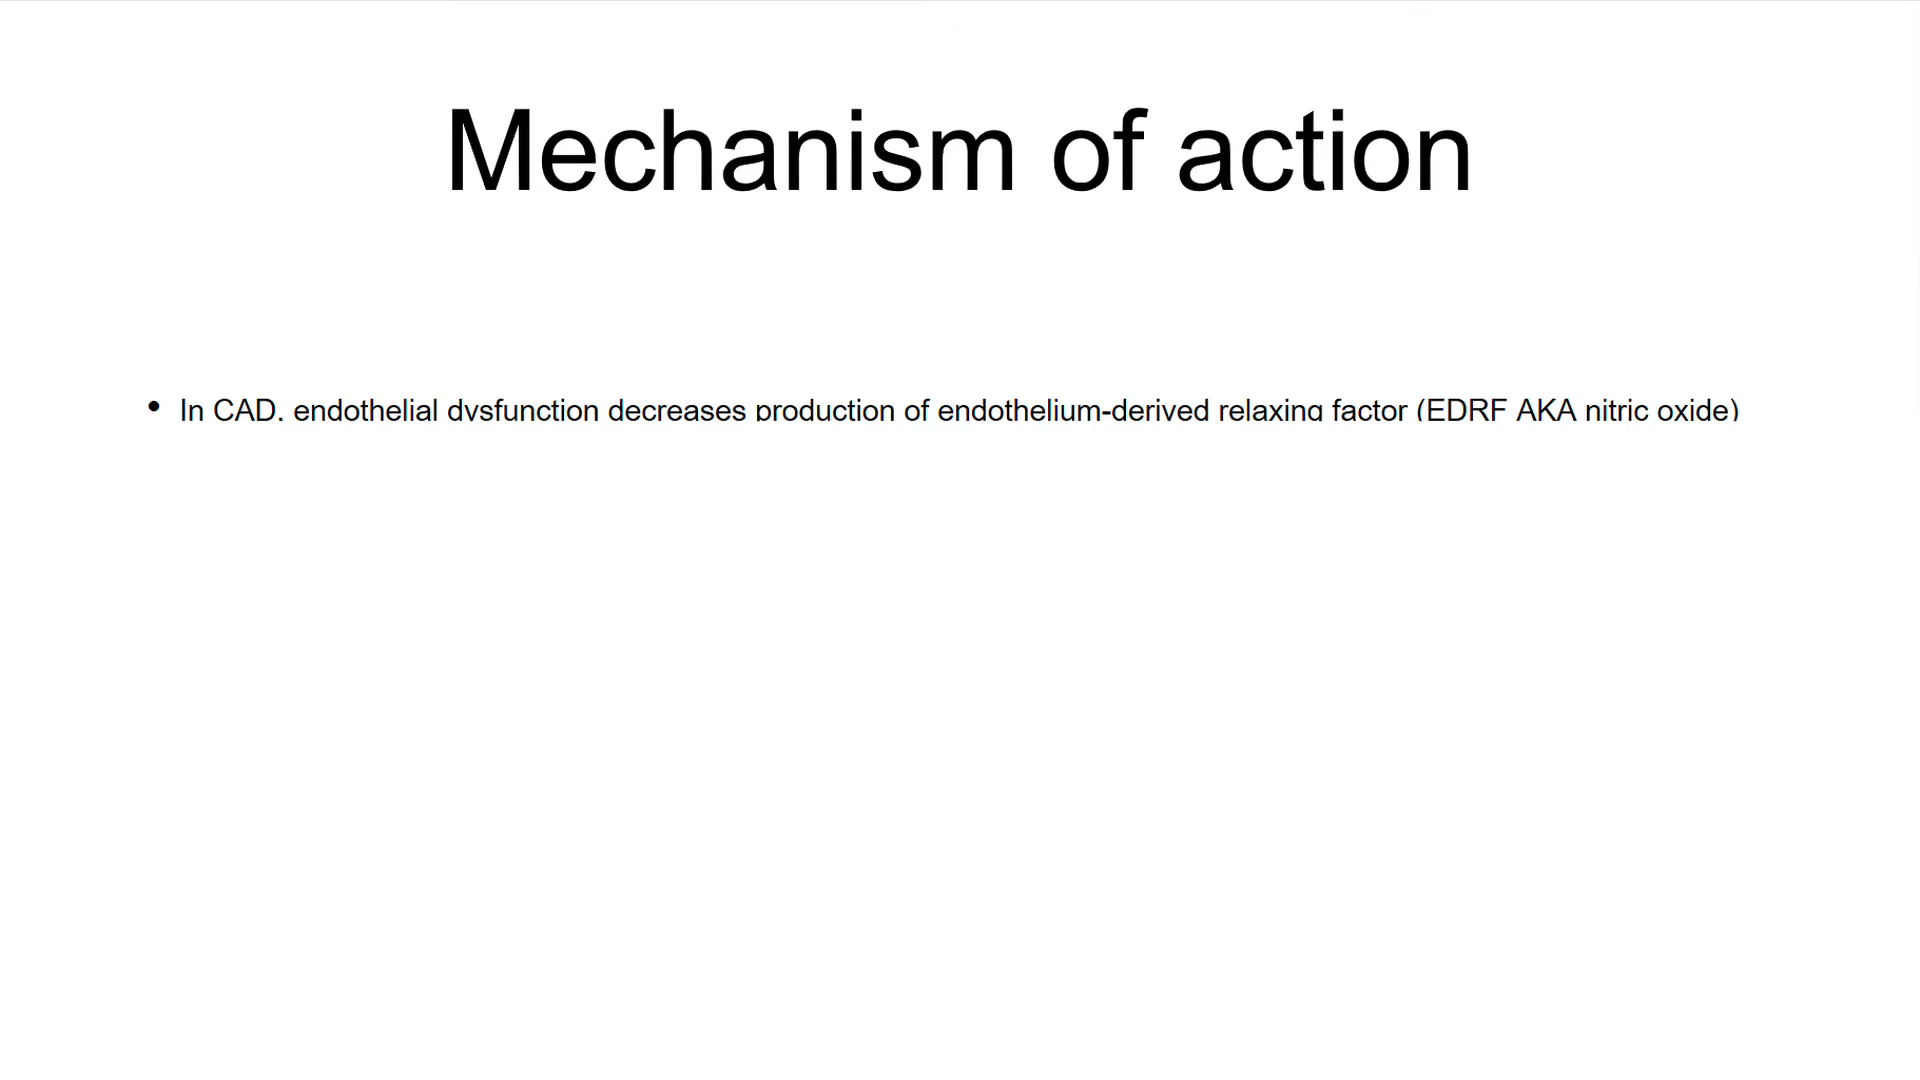 Mechanism of action
• In CAD, endothelial dysfunction decreases production of endothelium-derived relaxing factor (EDRF AKA nitric oxide)